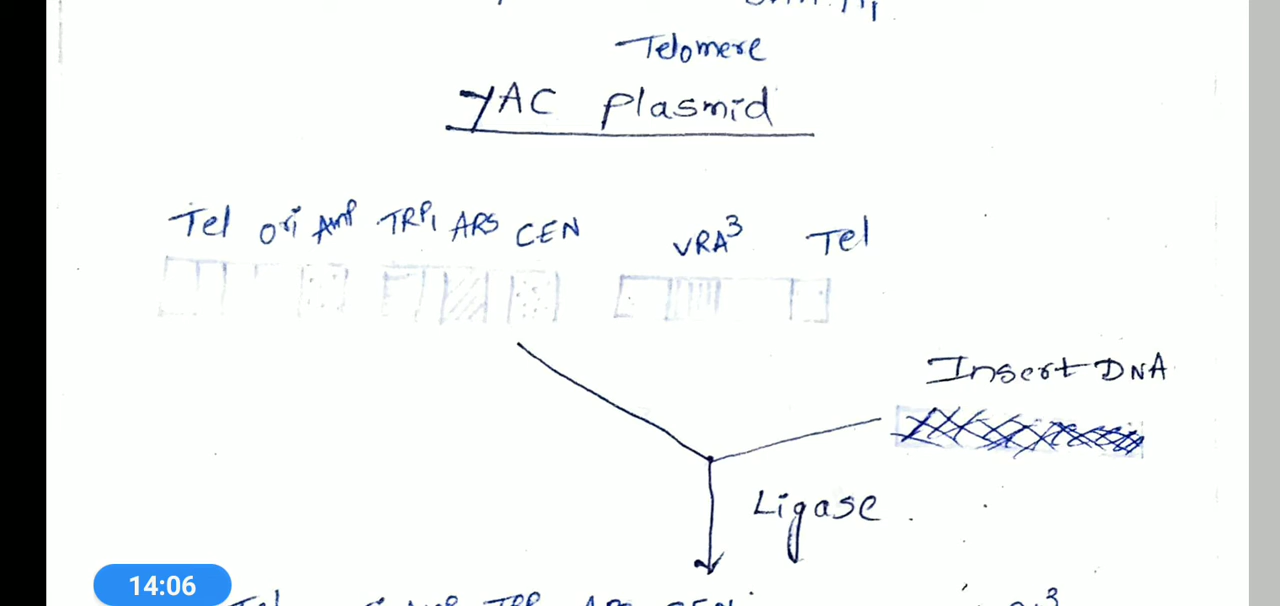 Telomere
YAC Plasmid
Tel ori Amp TRP1 ARS CEN URA3 Tel
Insert DNA
Ligase.
14:06